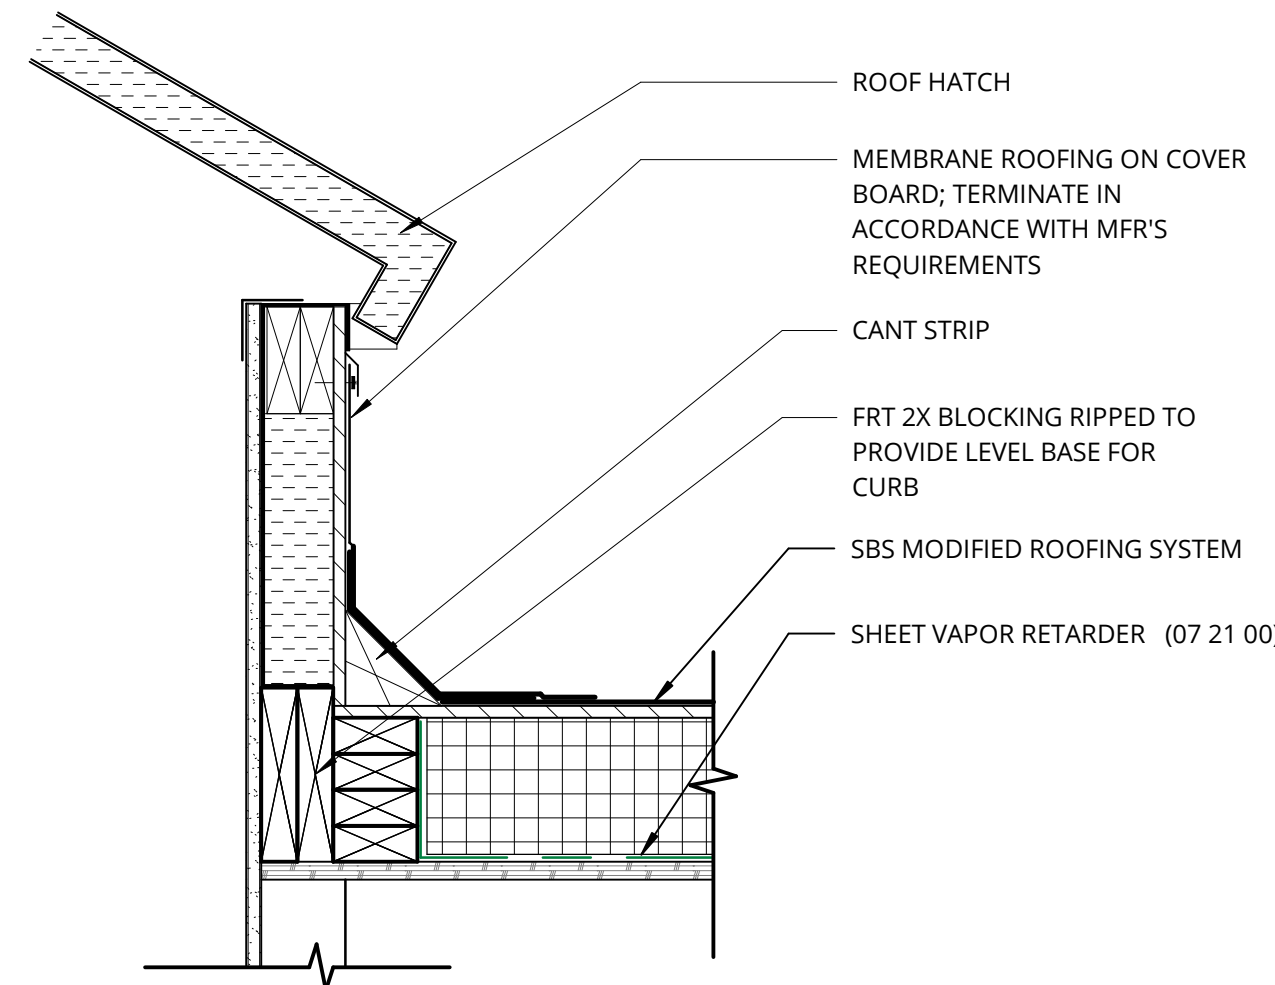 ROOF HATCH
MEMBRANE ROOFING ON COVER
BOARD; TERMINATE IN
ACCORDANCE WITH MFR'S
REQUIREMENTS
CANT STRIP
FRT 2X BLOCKING RIPPED TO
PROVIDE LEVEL BASE FOR
CURB
SBS MODIFIED ROOFING SYSTEM
SHEET VAPOR RETARDER (07 21 00)